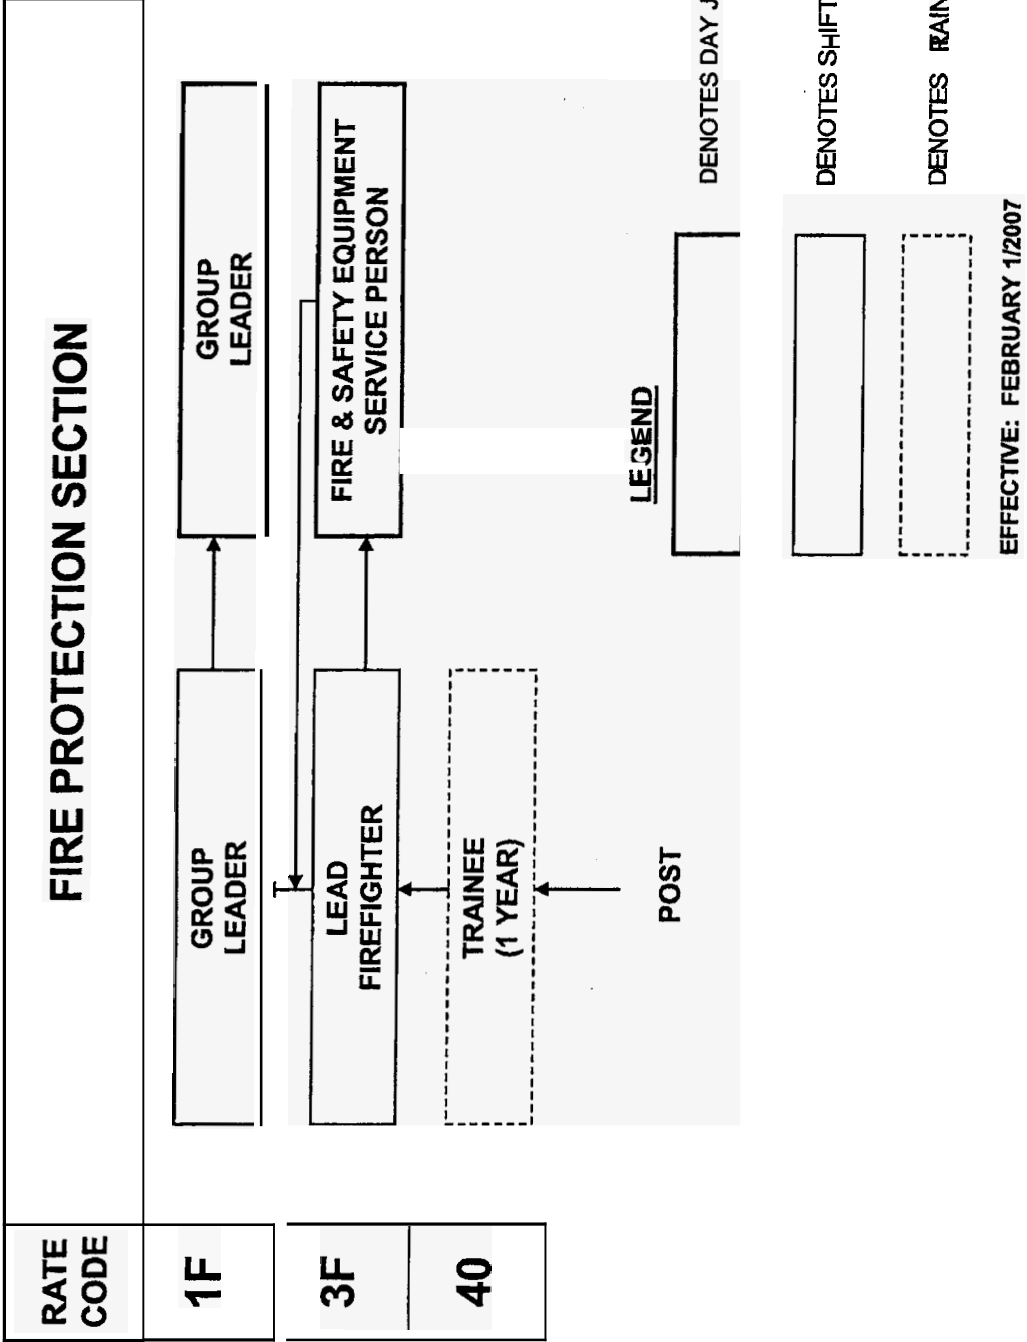 RATE
CODE
FIRE PROTECTION SECTION
1F
GROUP
LEADER
GROUP
LEADER
3F
LEAD
FIREFIGHTER
FIRE & SAFETY EQUIPMENT
SERVICE PERSON
40
TRAINEE
(1 YEAR)
POST
LEGEND
DENOTES DAY J
DENOTES SHIFT
DENOTES RAIN
EFFECTIVE: FEBRUARY 1/2007